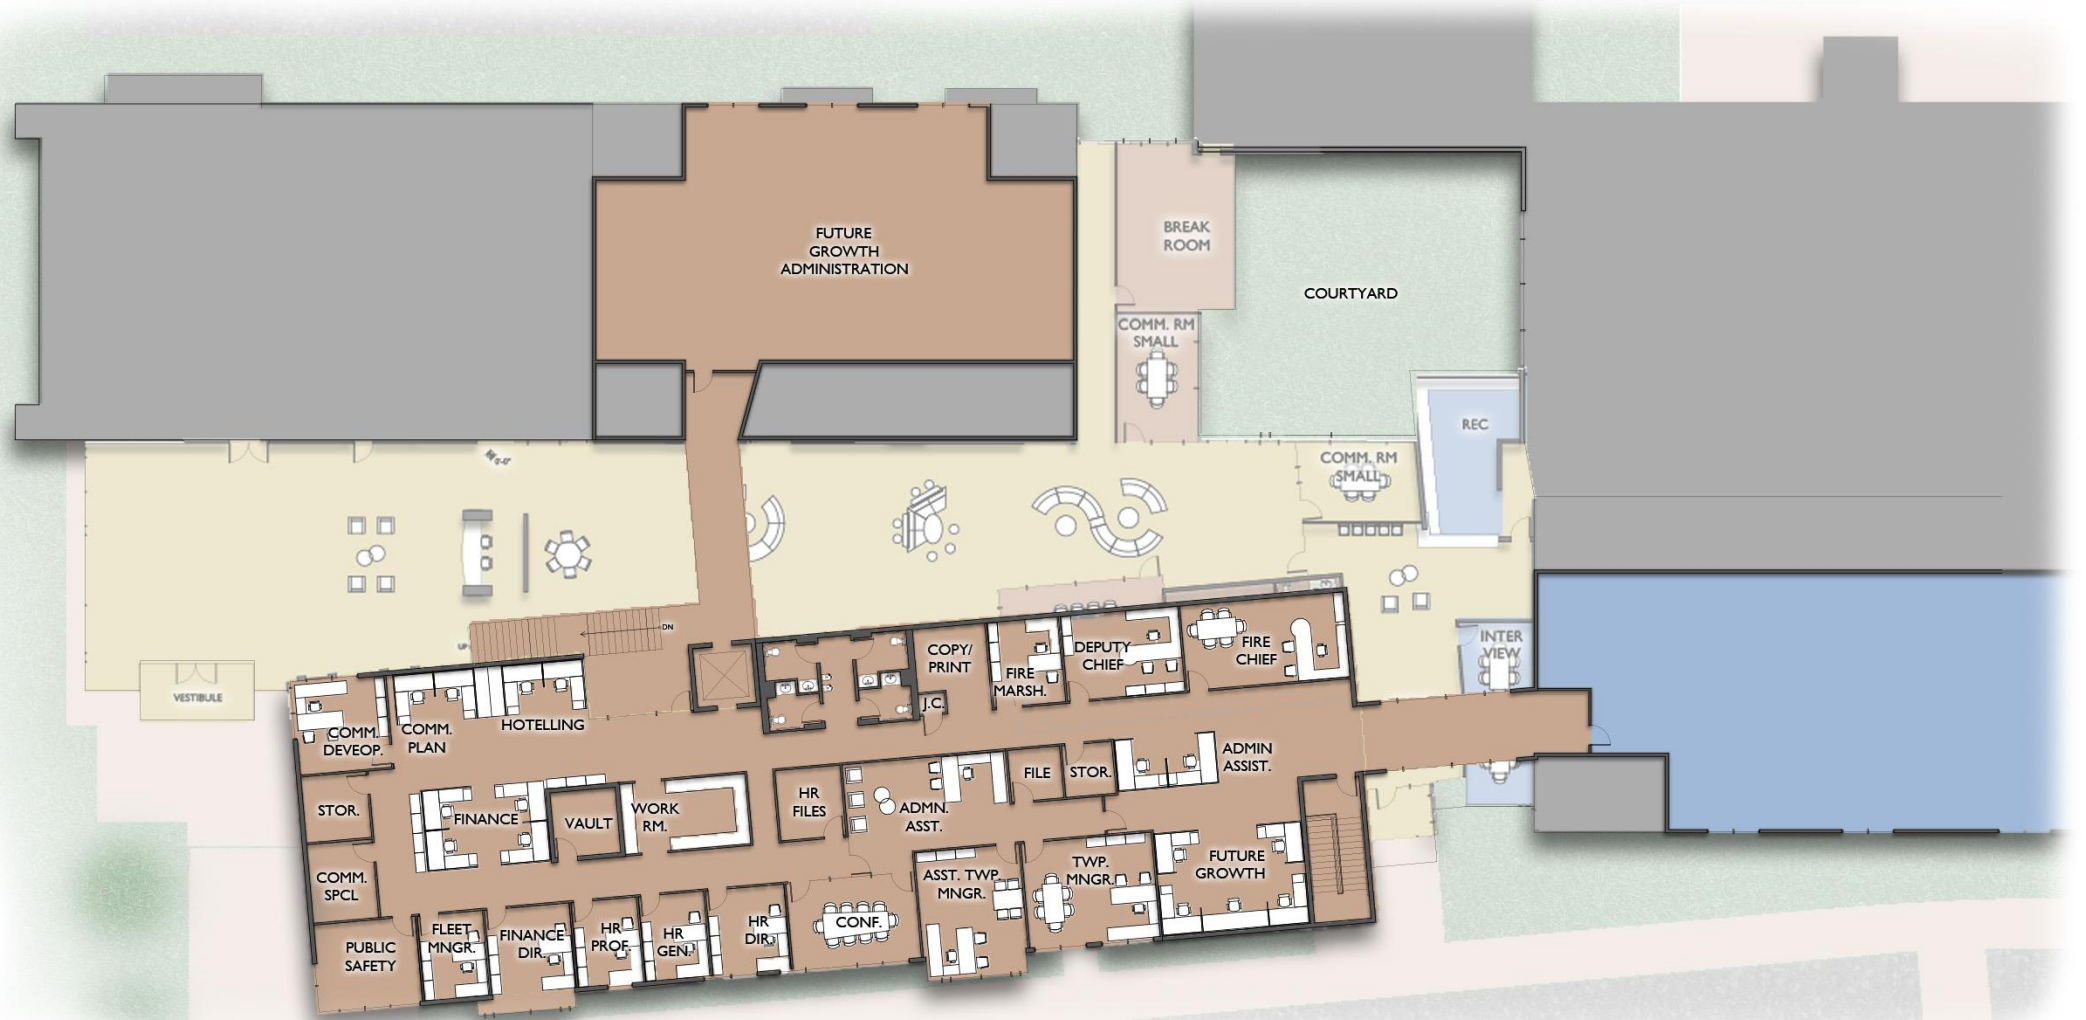 FUTURE
GROWTH
ADMINISTRATION
BREAK
ROOM
COURTYARD
COMM. RM
SMALL
REC
COMM. RM
SMALL
UP
DN
VESTIBULE
INTER
VIEW
COPY/
PRINT
J.C.
FIRE
MARSH.
DEPUTY
CHIEF
FIRE
CHIEF
COMM.
DEVEOP.
COMM.
PLAN
HOTELLING
ADMIN
ASSIST.
STOR.
FINANCE
VAULT
WORK
RM.
HR
FILES
ADMN.
ASST.
FILE
STOR.
COMM.
SPCL
ASST. TWP.
MNGR.
TWP.
MNGR.
FUTURE
GROWTH
PUBLIC
SAFETY
FLEET
MNGR.
FINANCE
DIR.
HR
PROF.
HR
GEN.
HR
DIR.
CONF.